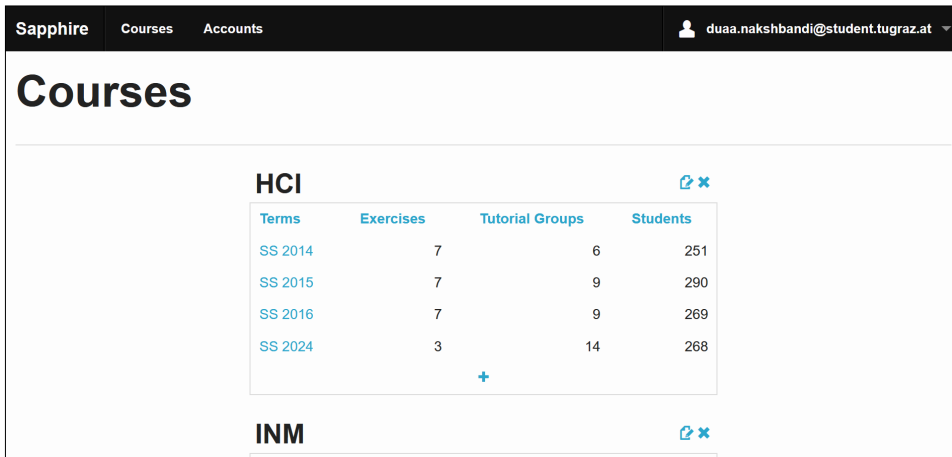 Sapphire Courses Accounts duaa.nakshbandi@student.tugraz.at
Courses
HCI
Terms Exercises Tutorial Groups Students
SS 2014 7 6 251
SS 2015 7 9 290
SS 2016 7 9 269
SS 2024 3 14 268
+
INM